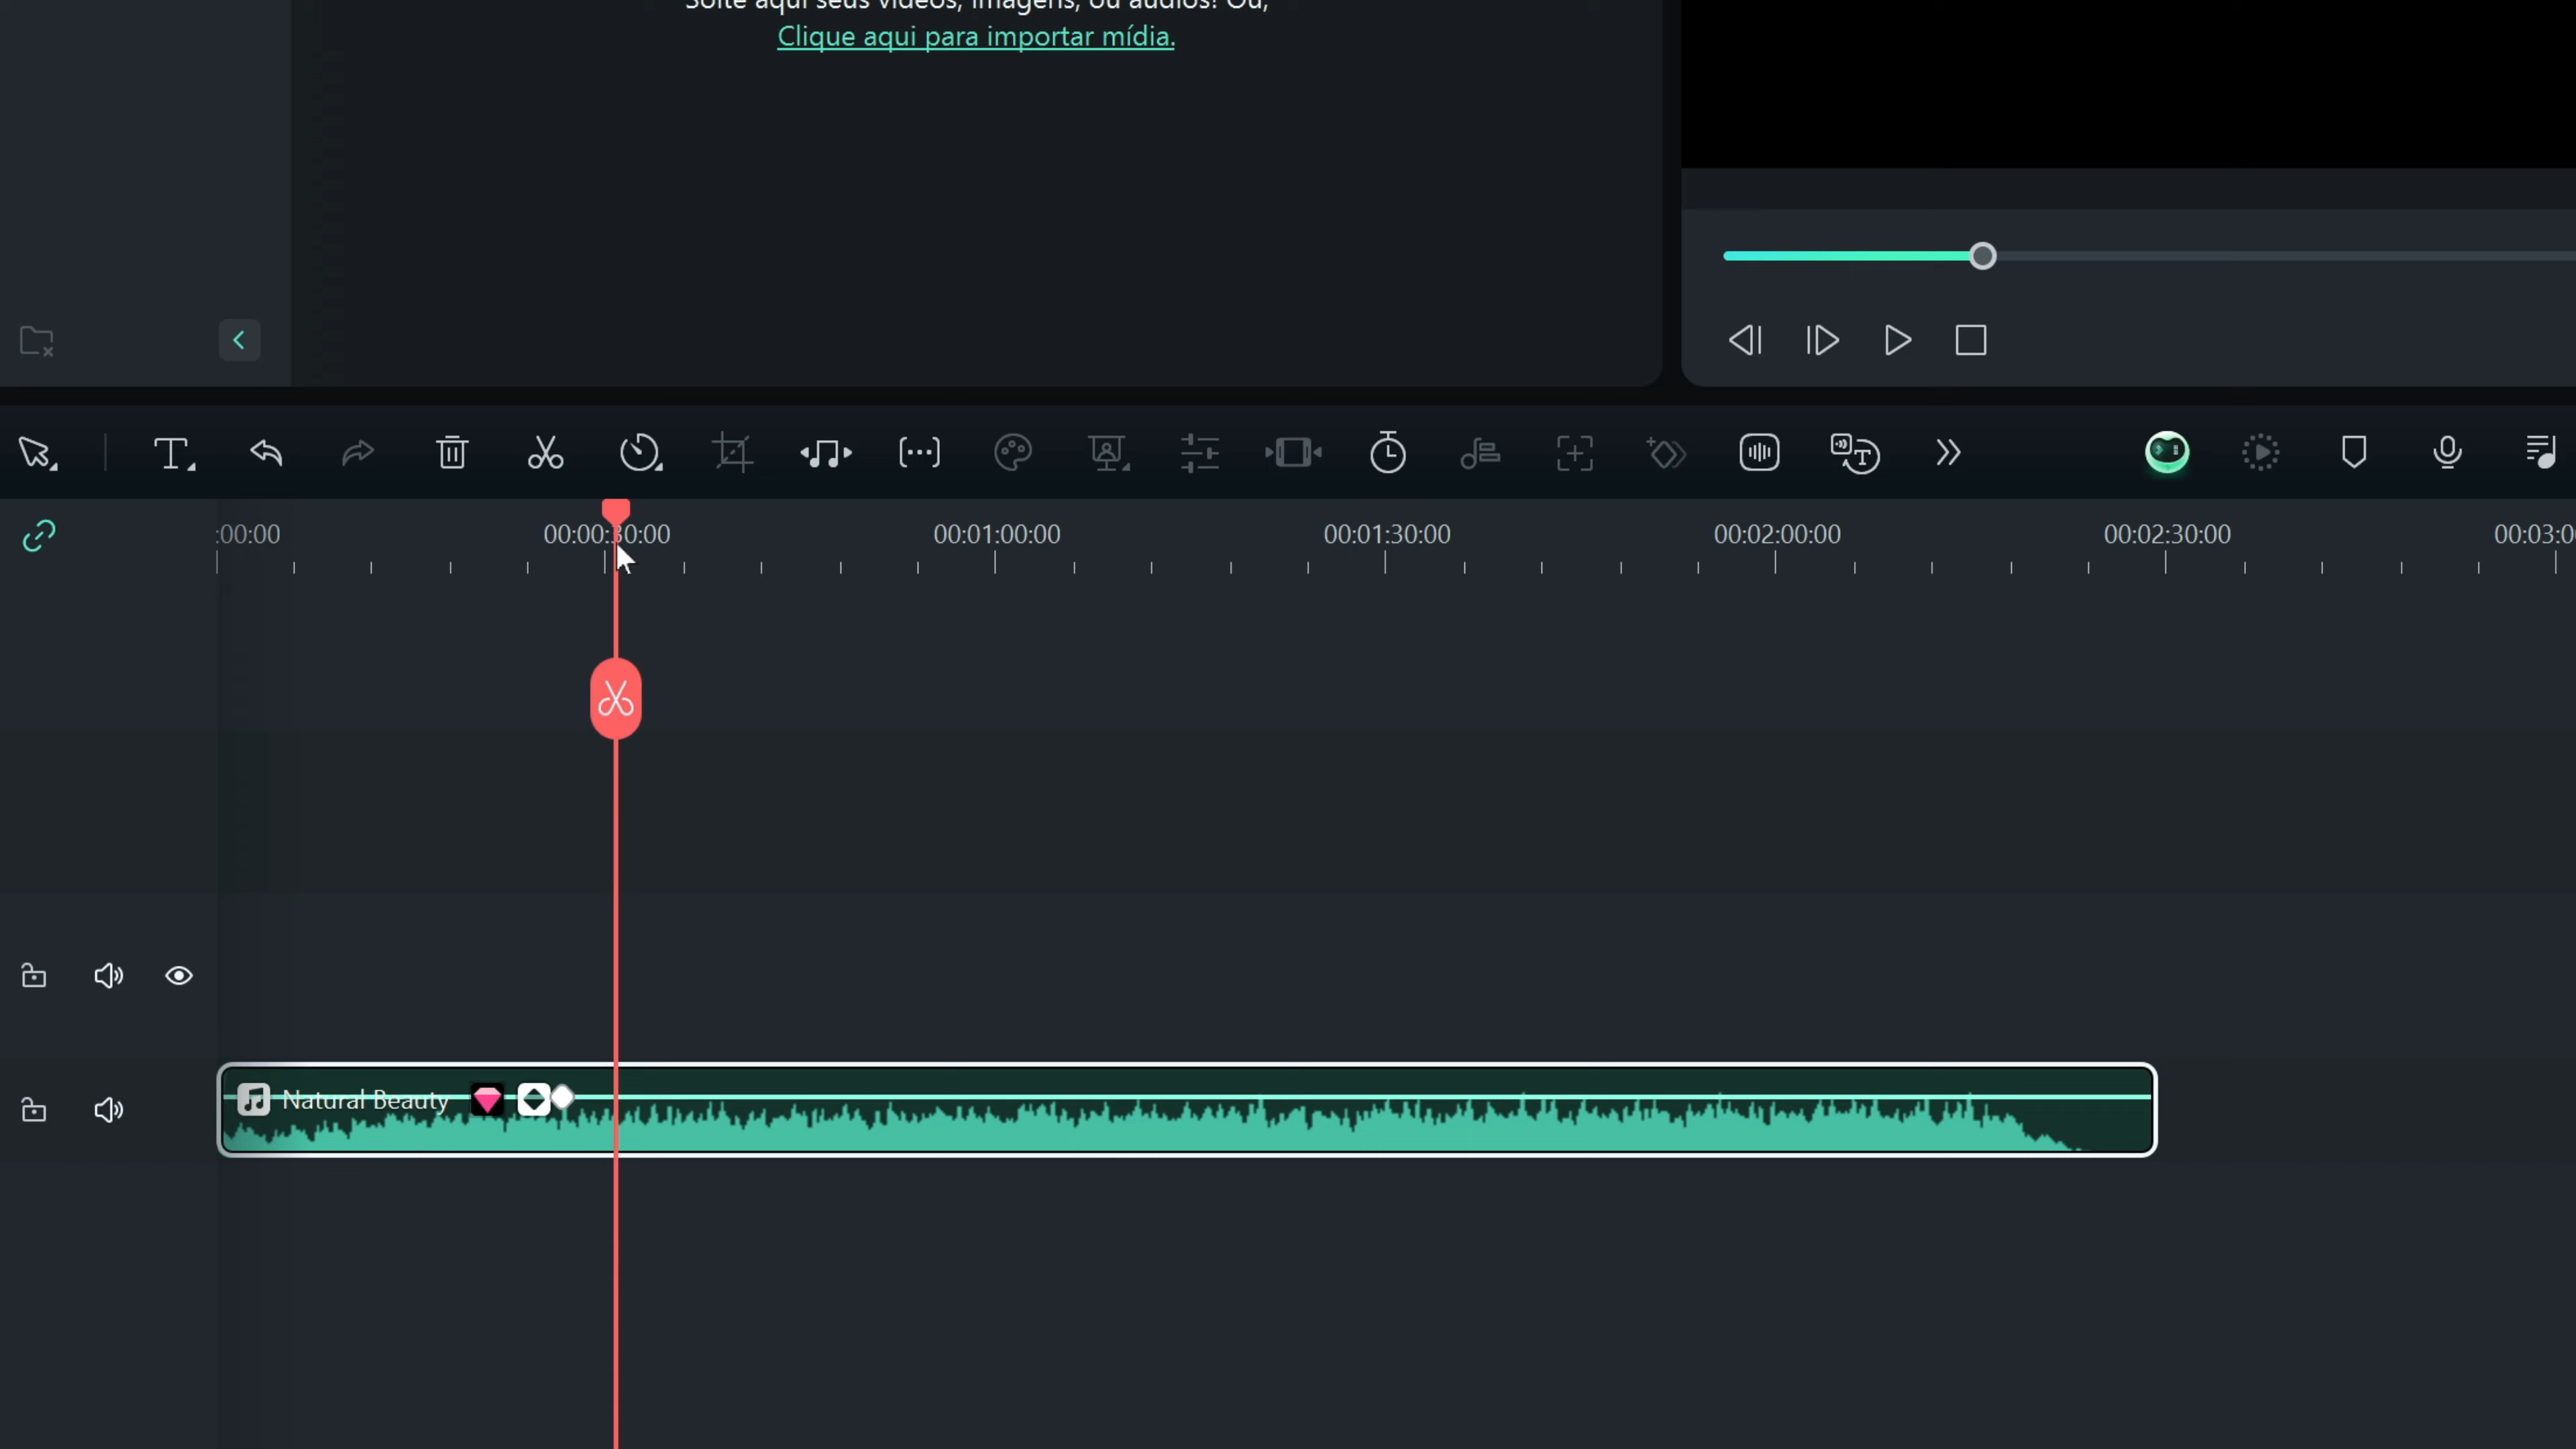 Solte aqui seus vídeos, imagens, ou áudios! Ou,
Clique aqui para importar mídia.
:00:00 00:00:30:00 00:01:00:00 00:01:30:00 00:02:00:00 00:02:30:00 00:03:0
Natural Beauty